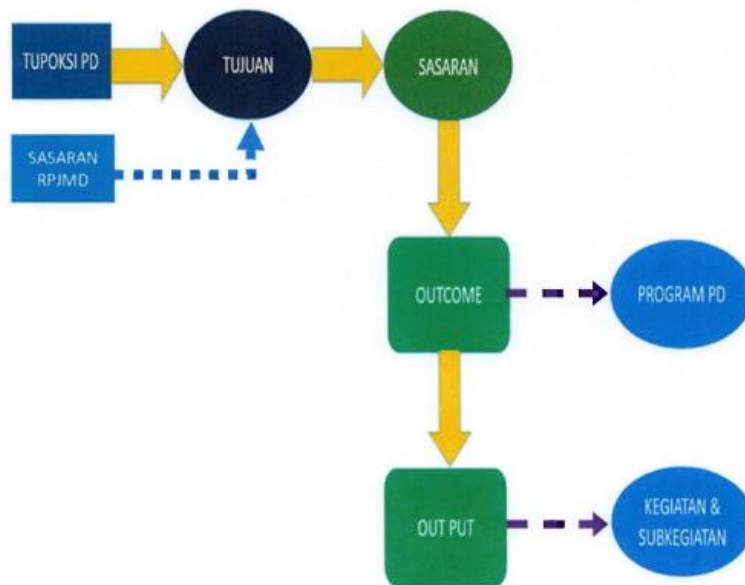 TUPOKSI PD
TUJUAN
SASARAN
SASARAN
RPJMD
OUTCOME
PROGRAM PD
OUT PUT
KEGIATAN &
SUBKEGIATAN